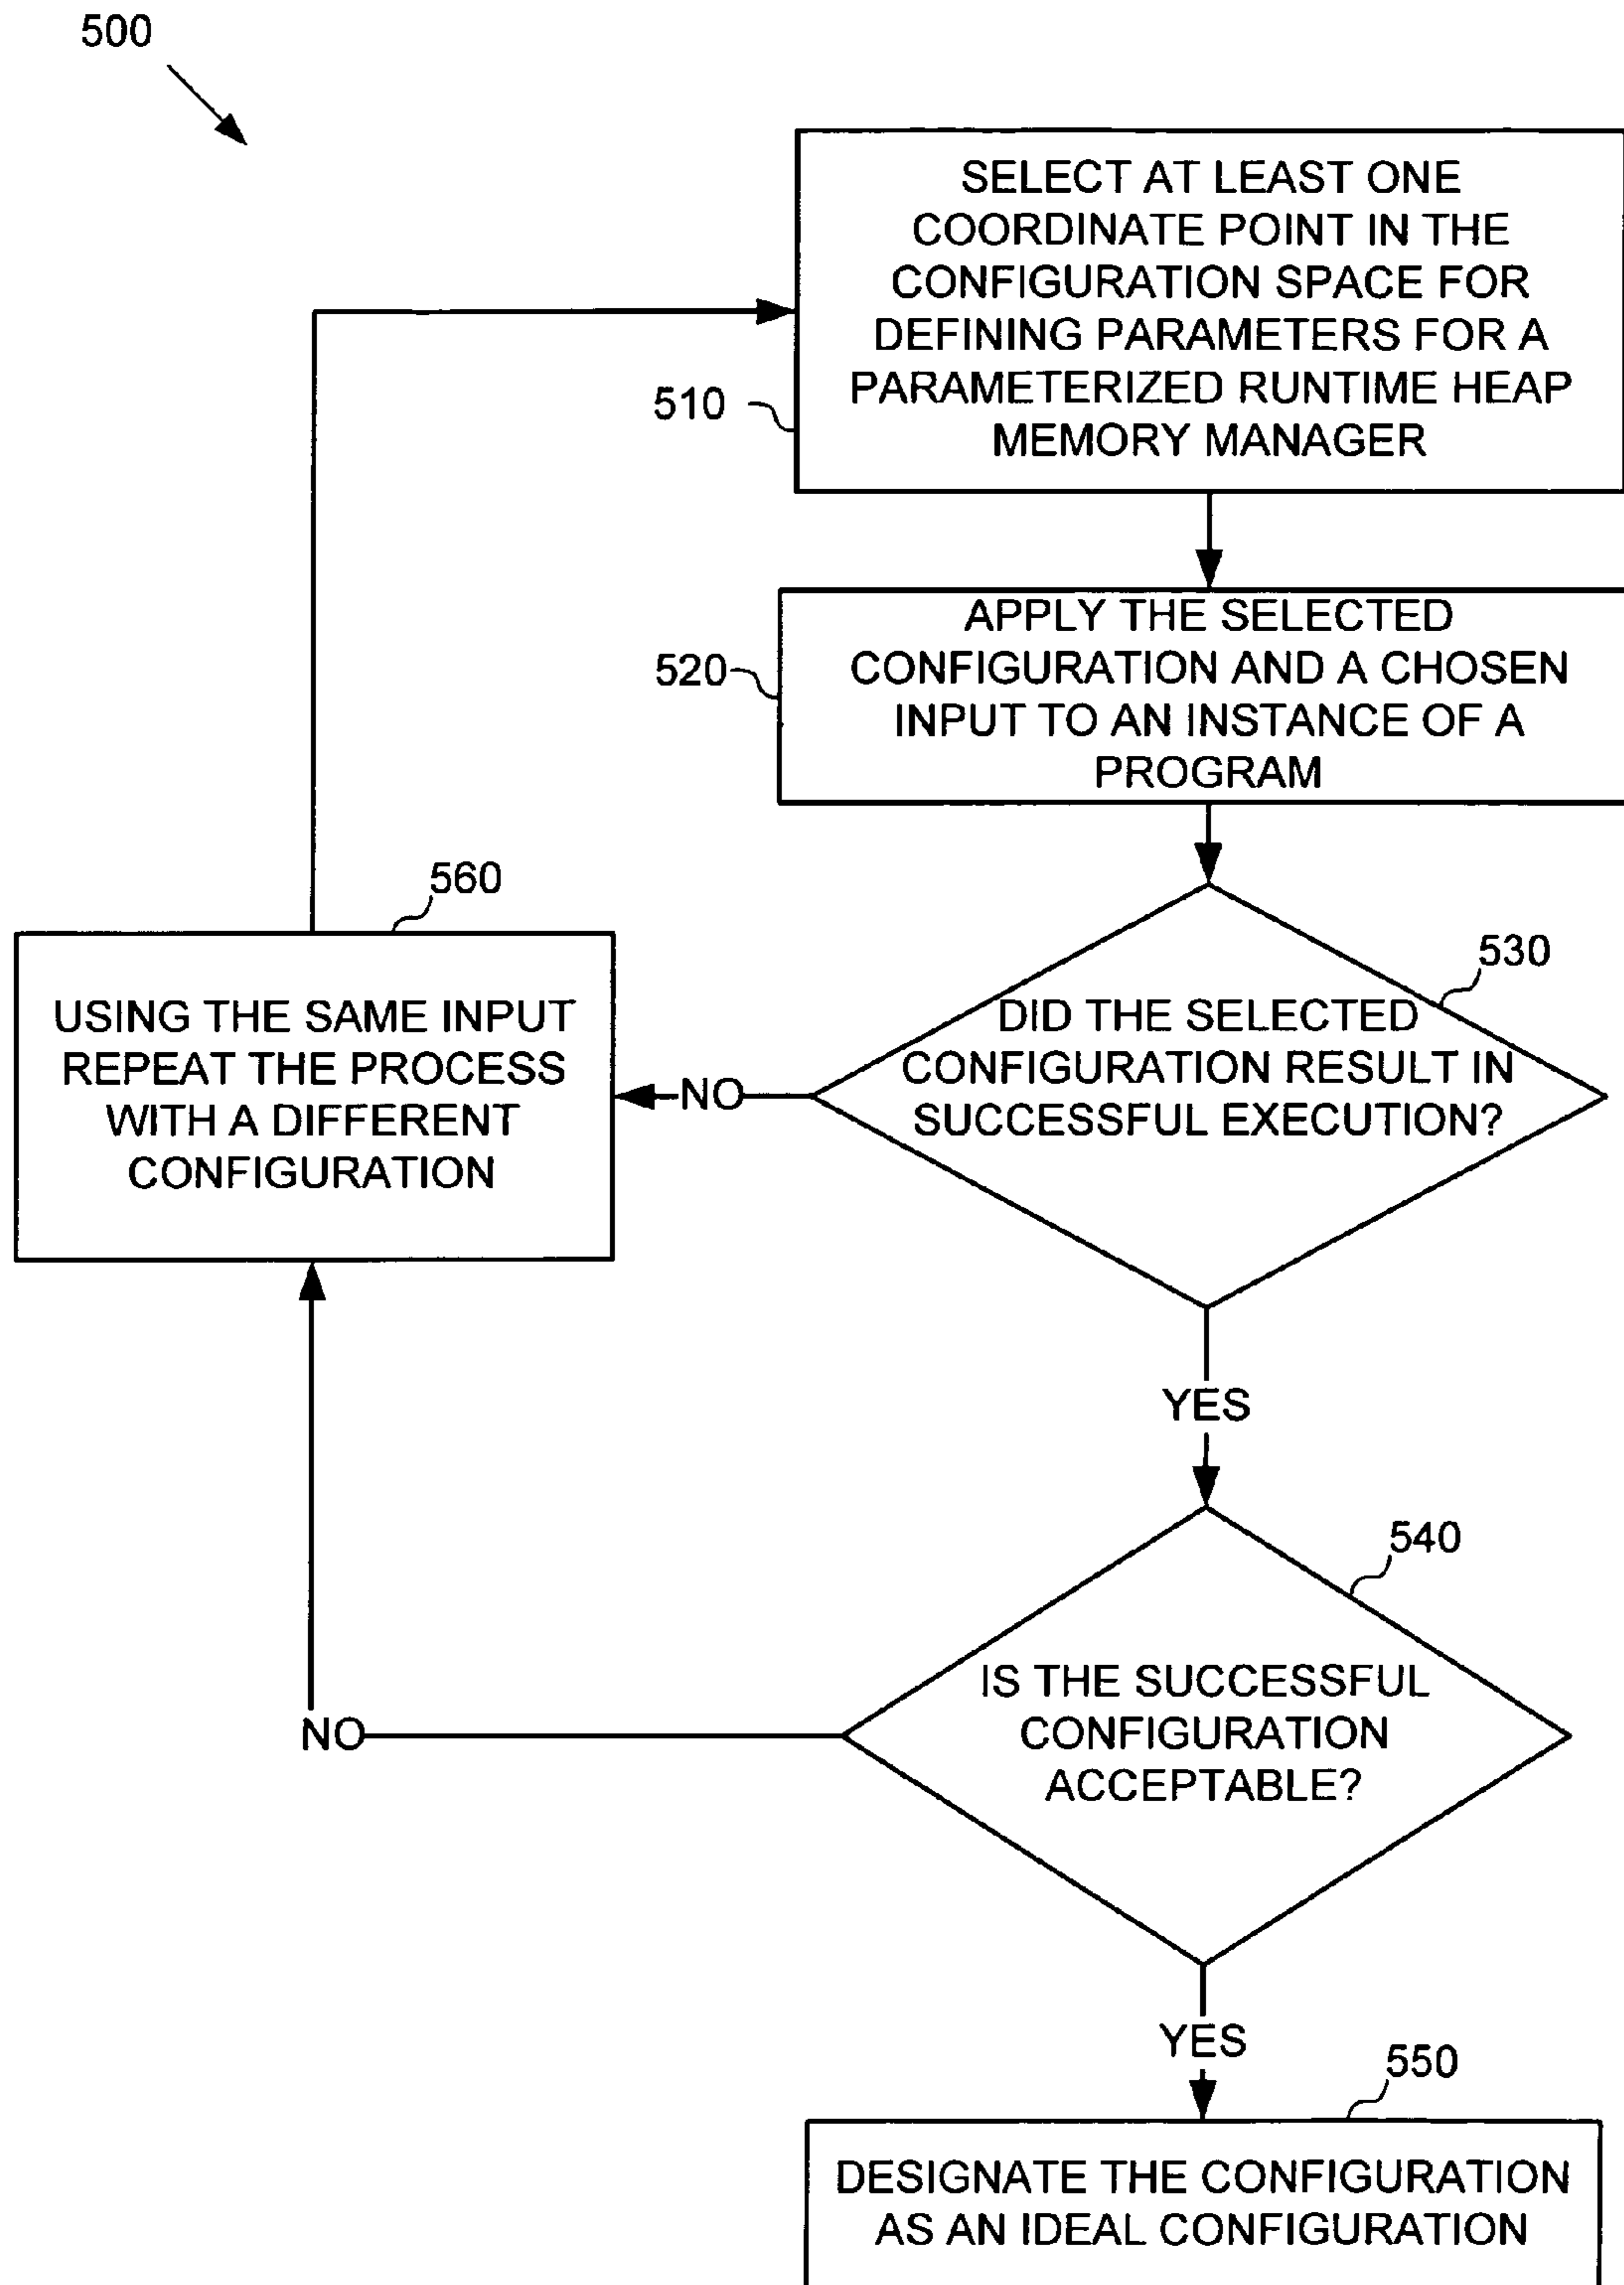 500
SELECT AT LEAST ONE
COORDINATE POINT IN THE
CONFIGURATION SPACE FOR
DEFINING PARAMETERS FOR A
PARAMETERIZED RUNTIME HEAP
MEMORY MANAGER
510
APPLY THE SELECTED
CONFIGURATION AND A CHOSEN
INPUT TO AN INSTANCE OF A
PROGRAM
520
560
USING THE SAME INPUT
REPEAT THE PROCESS
WITH A DIFFERENT
CONFIGURATION
530
DID THE SELECTED
CONFIGURATION RESULT IN
SUCCESSFUL EXECUTION?
NO
YES
540
IS THE SUCCESSFUL
CONFIGURATION
ACCEPTABLE?
NO
YES
550
DESIGNATE THE CONFIGURATION
AS AN IDEAL CONFIGURATION